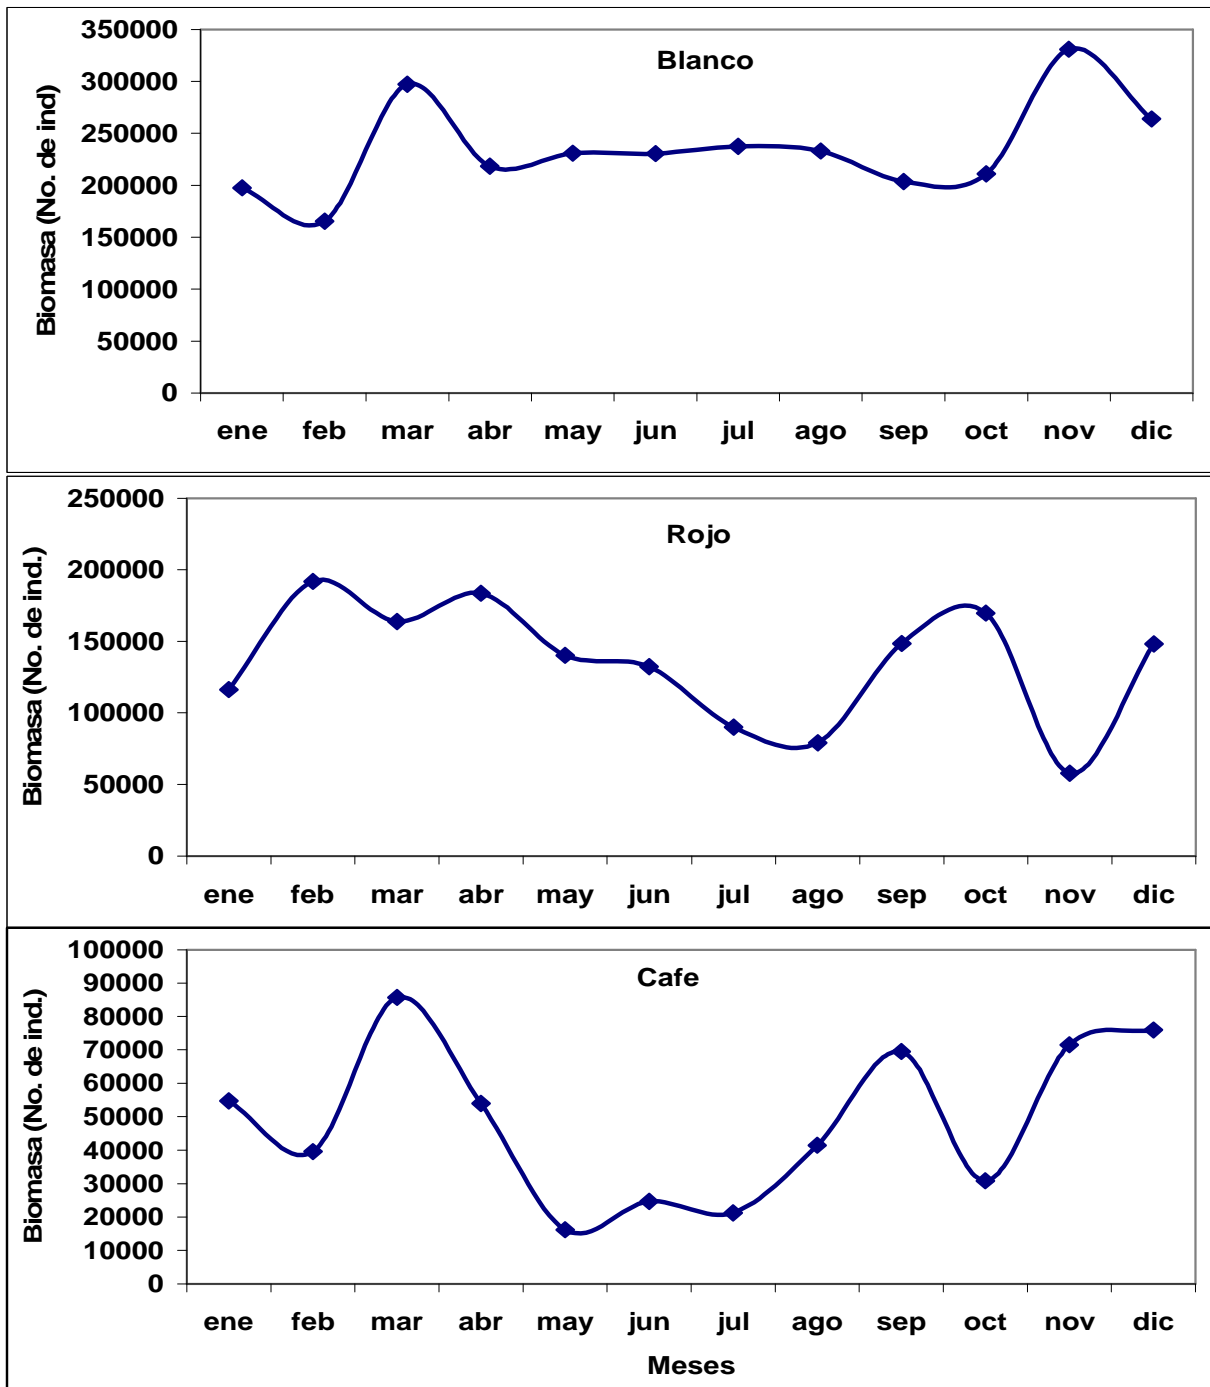 Blanco
Biomasa (No. de ind)
350000
300000
250000
200000
150000
100000
50000
0
ene feb mar abr may jun jul ago sep oct nov dic
Rojo
Biomasa (No. de ind.)
250000
200000
150000
100000
50000
0
ene feb mar abr may jun jul ago sep oct nov dic
Cafe
Biomasa (No. de ind.)
100000
90000
80000
70000
60000
50000
40000
30000
20000
10000
0
ene feb mar abr may jun jul ago sep oct nov dic
Meses